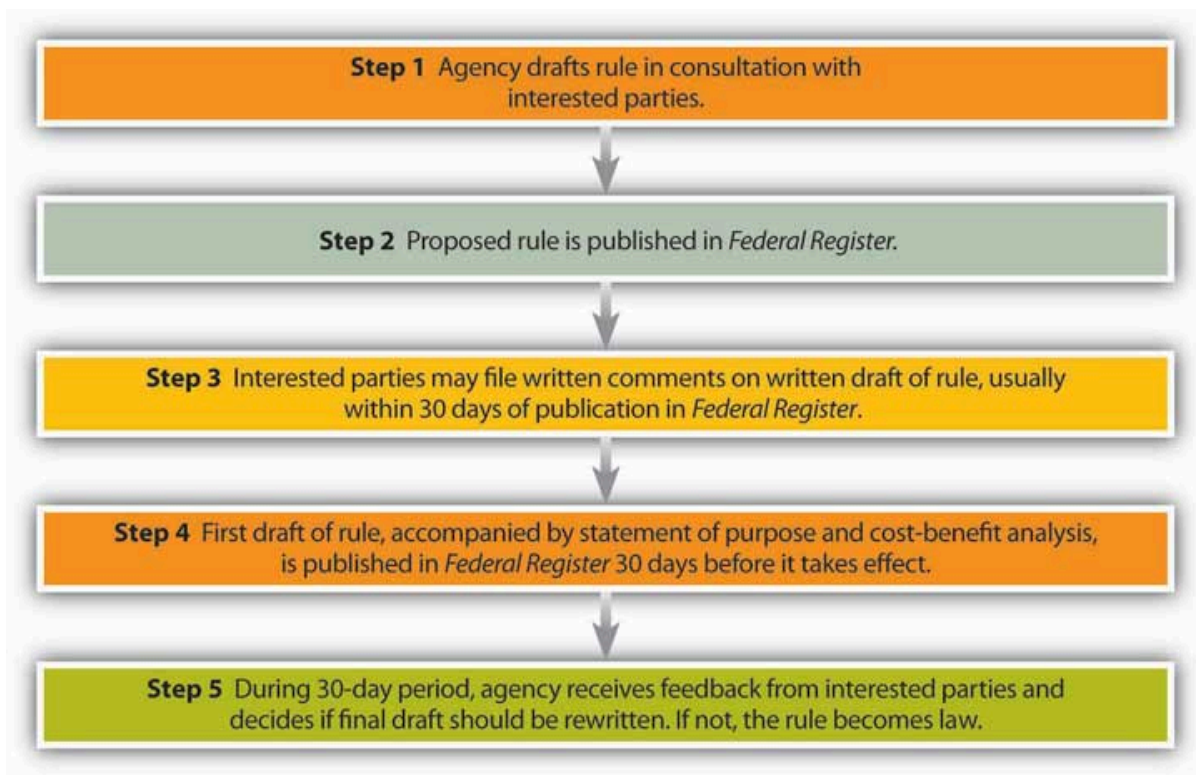 Step 1 Agency drafts rule in consultation with
interested parties.
Step 2 Proposed rule is published in Federal Register.
Step 3 Interested parties may file written comments on written draft of rule, usually
within 30 days of publication in Federal Register.
Step 4 First draft of rule, accompanied by statement of purpose and cost-benefit analysis,
is published in Federal Register 30 days before it takes effect.
Step 5 During 30-day period, agency receives feedback from interested parties and
decides if final draft should be rewritten. If not, the rule becomes law.